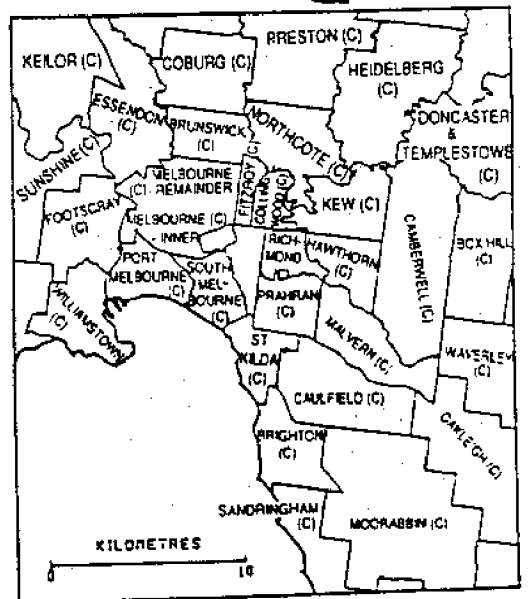 PRESTON (C)
KEILOR (C)
COBURG (C)
HEIDELBERG
(C)
ESSENDON
(C)
BRUNSWICK
(C)
NORTHCOTE (C)
DONCASTER
&
TEMPLESTOWE
(C)
SUNSHINE (C)
MELBOURNE (C)
-REMAINDER
FITZROY (C)
COLLING
WOOD (C)
KEW (C)
FOOTSCRAY
(C)
MELBOURNE (C)
-INNER
CAMBERWELL (C)
BOX HILL
(C)
RICH-
MOND
(C)
HAWTHORN
(C)
PORT
MELBOURNE
(C)
SOUTH
MEL-
BOURNE
(C)
PRAHRAN
(C)
WILLIAMSTOWN
(C)
MALVERN (C)
ST
KILDA
(C)
WAVERLEY
(C)
CAULFIELD (C)
OAKLEIGH (C)
BRIGHTON
(C)
SANDRINGHAM
(C)
MOORABBIN (C)
KILOMETRES
0 10